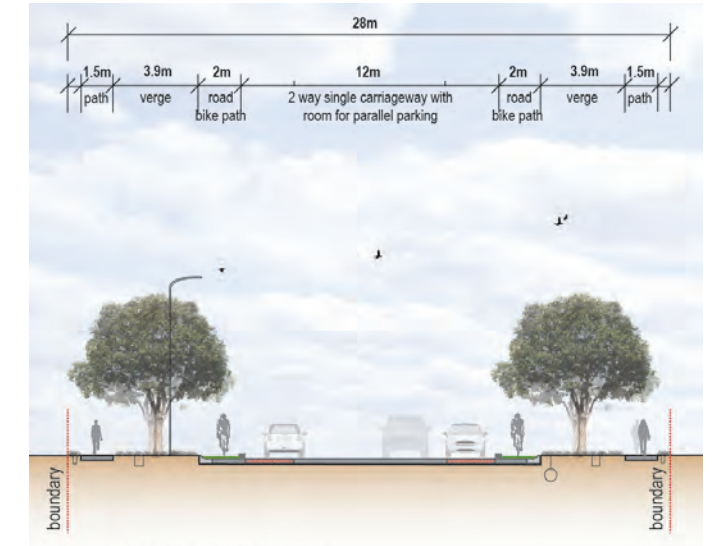 28m
1.5m 3.9m 2m 12m 2m 3.9m 1.5m
path verge road 2 way single carriageway with road verge path
bike path room for parallel parking bike path
boundary boundary